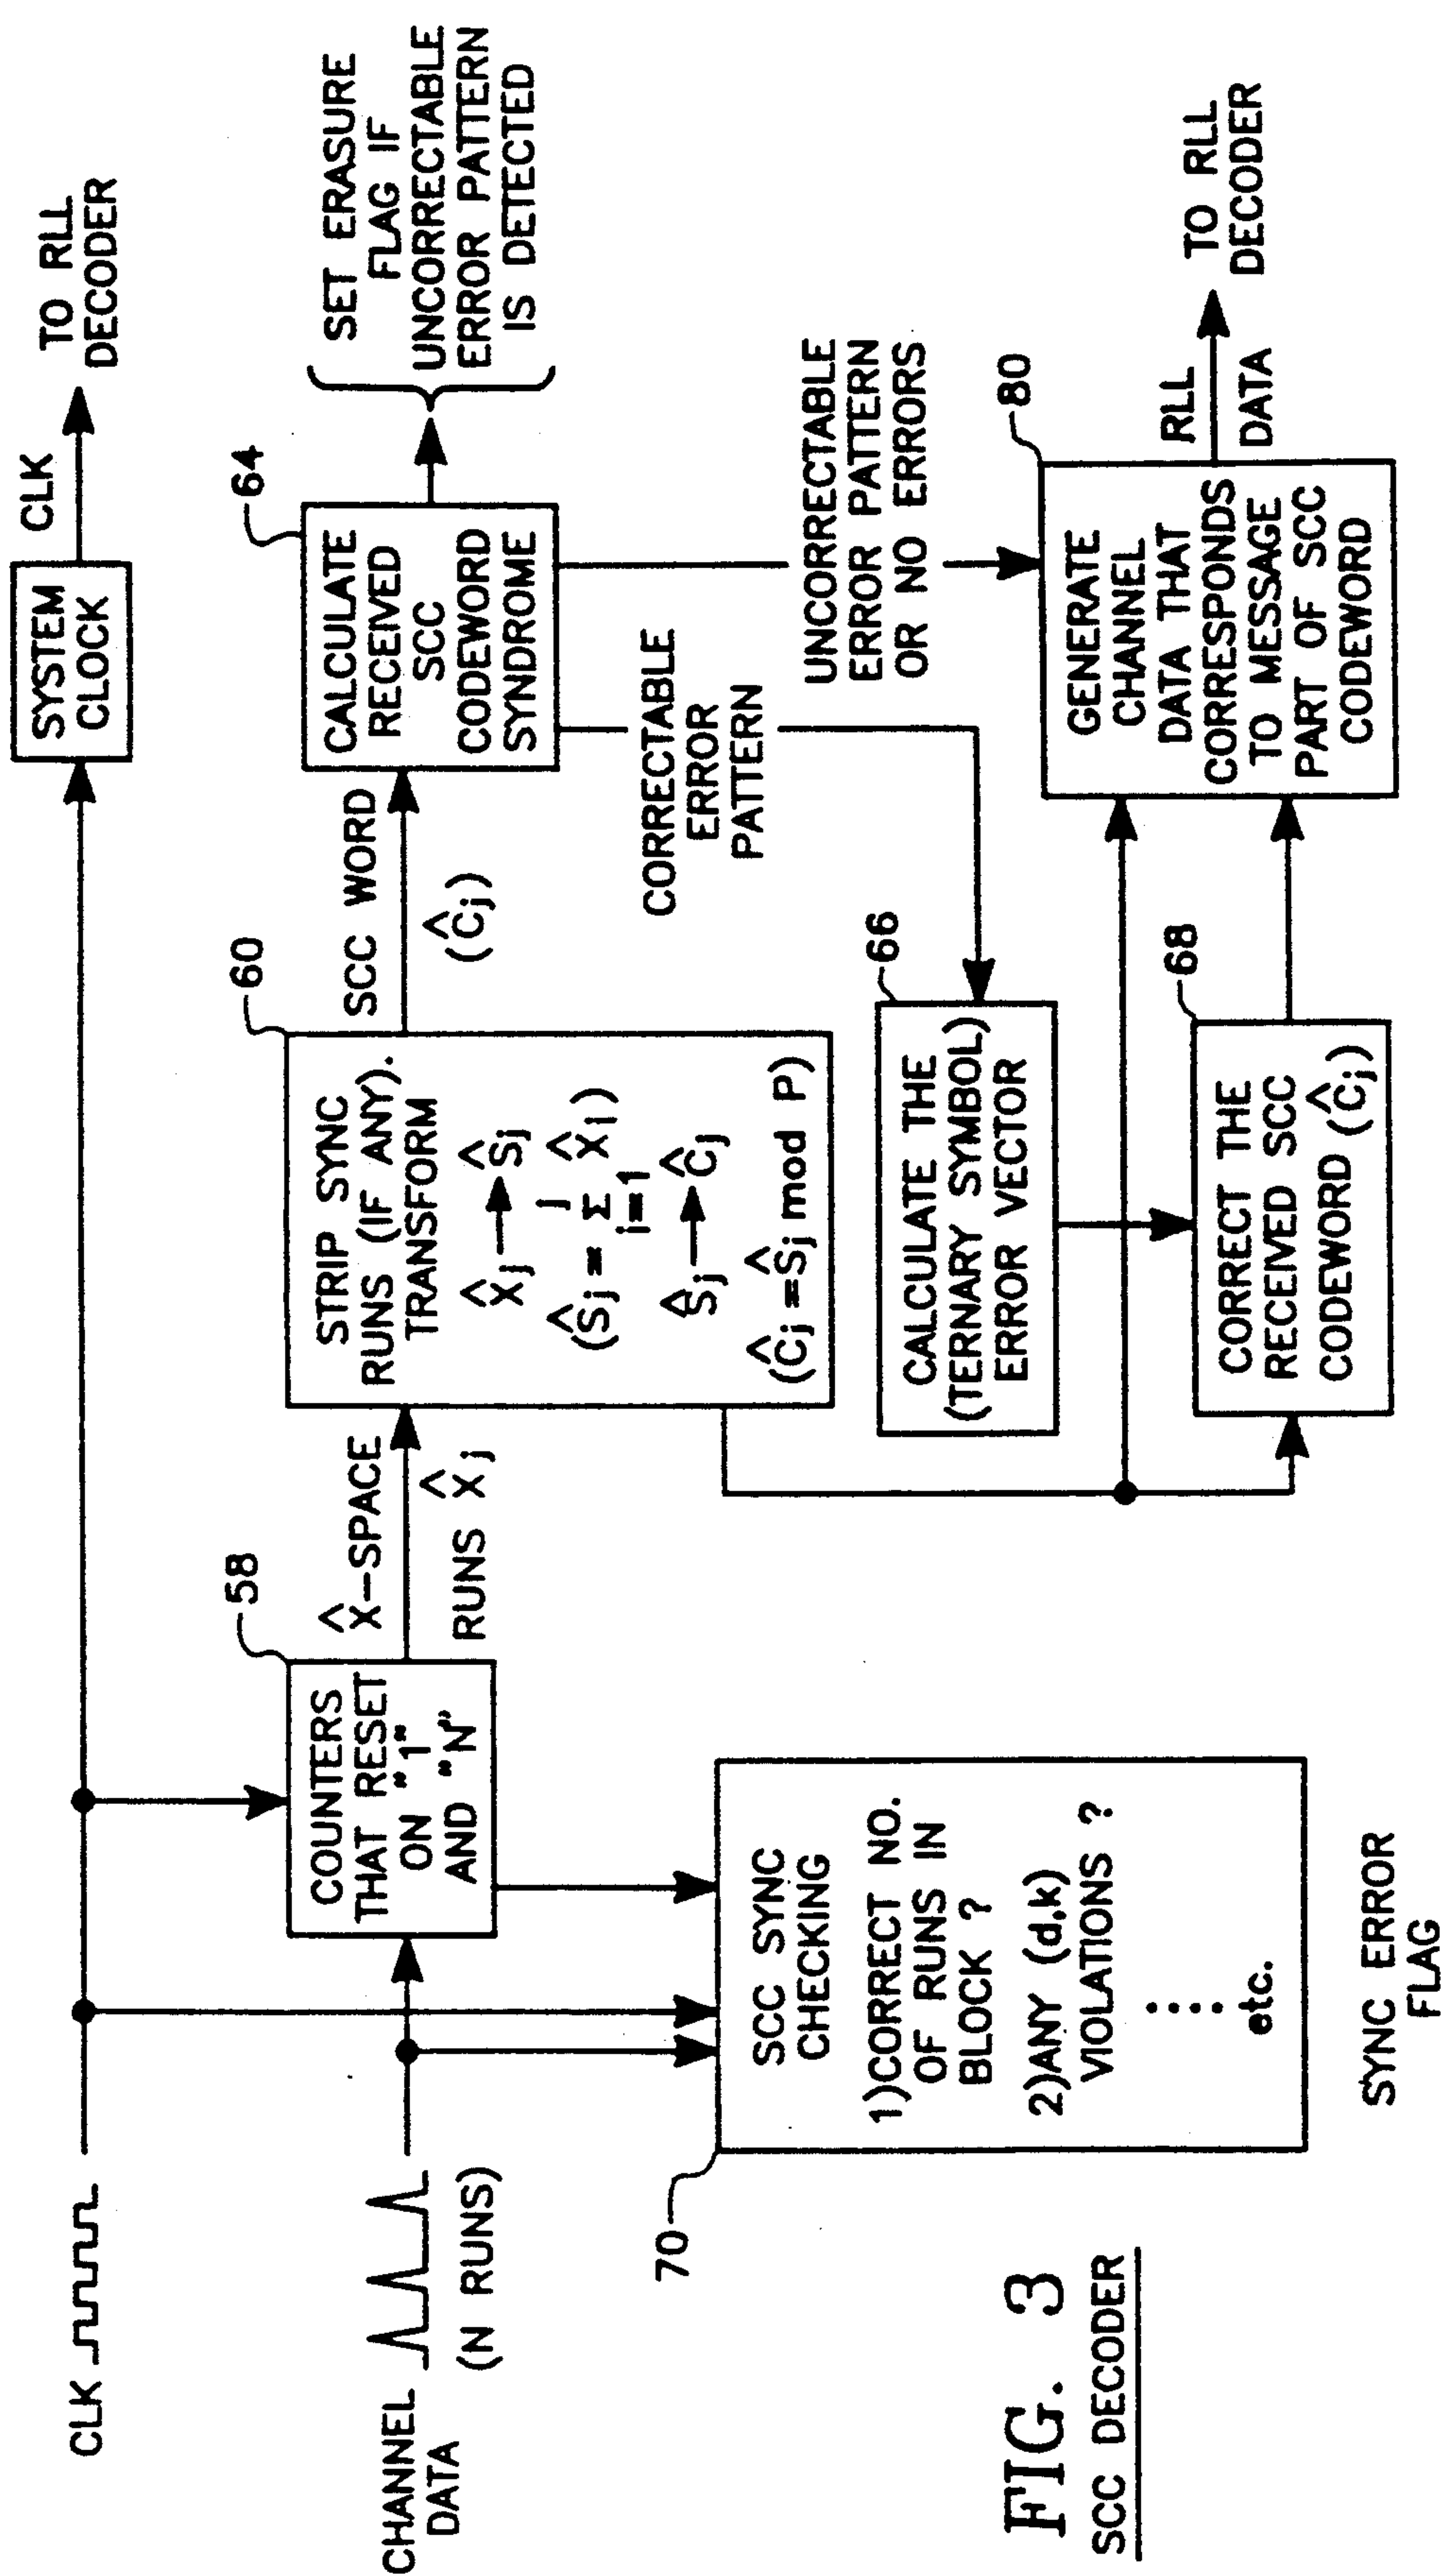 CLK
SYSTEM
CLOCK
CLK
TO RLL
DECODER
CHANNEL
DATA
(N RUNS)
58
COUNTERS
THAT RESET
ON "1"
AND "N"
X̂-SPACE
RUNS X̂j
60
STRIP SYNC
RUNS (IF ANY).
TRANSFORM
X̂j → Ŝj
(Ŝj = Σ X̂i)
j
i=1
Ŝj → Ĉj
(Ĉj = Ŝj mod P)
SCC WORD
(Ĉj)
64
CALCULATE
RECEIVED
SCC
CODEWORD
SYNDROME
SET ERASURE
FLAG IF
UNCORRECTABLE
ERROR PATTERN
IS DETECTED
CORRECTABLE
ERROR
PATTERN
UNCORRECTABLE
ERROR PATTERN
OR NO ERRORS
70
SCC SYNC
CHECKING
1)CORRECT NO.
OF RUNS IN
BLOCK ?
2)ANY (d,k)
VIOLATIONS ?
....
etc.
SYNC ERROR
FLAG
66
CALCULATE THE
(TERNARY SYMBOL)
ERROR VECTOR
68
CORRECT THE
RECEIVED SCC
CODEWORD (Ĉj)
80
GENERATE
CHANNEL
DATA THAT
CORRESPONDS
TO MESSAGE
PART OF SCC
CODEWORD
RLL
DATA
TO RLL
DECODER
FIG. 3
SCC DECODER